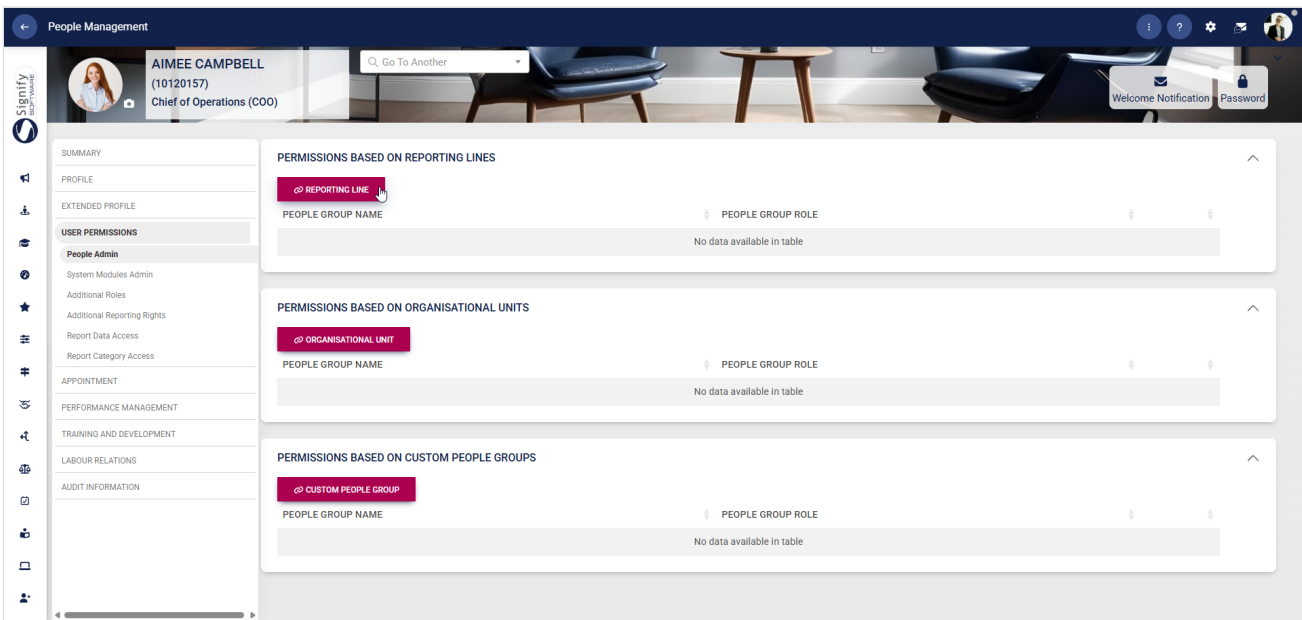 People Management
?
Signify
SOFTWARE
AIMEE CAMPBELL
(10120157)
Chief of Operations (COO)
Go To Another
Welcome Notification
Password
SUMMARY
PROFILE
EXTENDED PROFILE
USER PERMISSIONS
People Admin
System Modules Admin
Additional Roles
Additional Reporting Rights
Report Data Access
Report Category Access
APPOINTMENT
PERFORMANCE MANAGEMENT
TRAINING AND DEVELOPMENT
LABOUR RELATIONS
AUDIT INFORMATION
PERMISSIONS BASED ON REPORTING LINES
REPORTING LINE
PEOPLE GROUP NAME PEOPLE GROUP ROLE
No data available in table
PERMISSIONS BASED ON ORGANISATIONAL UNITS
ORGANISATIONAL UNIT
PEOPLE GROUP NAME PEOPLE GROUP ROLE
No data available in table
PERMISSIONS BASED ON CUSTOM PEOPLE GROUPS
CUSTOM PEOPLE GROUP
PEOPLE GROUP NAME PEOPLE GROUP ROLE
No data available in table